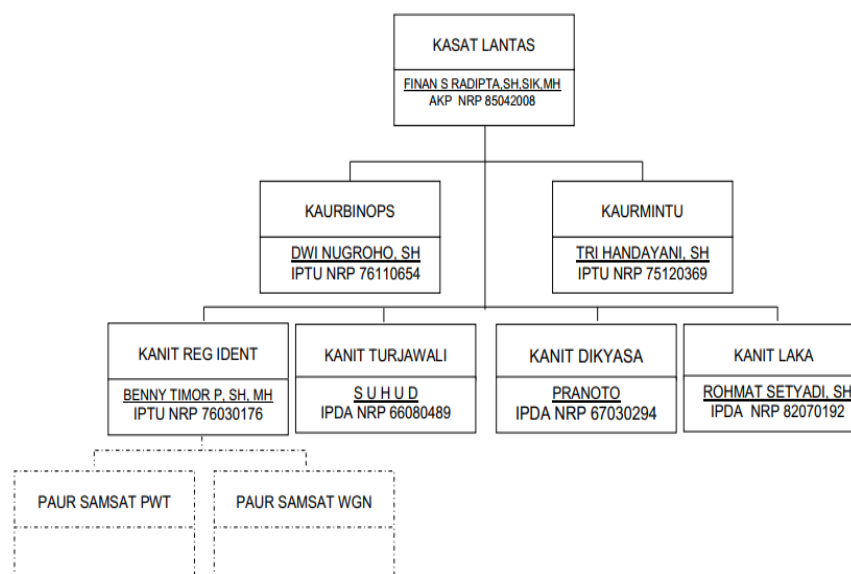 KASAT LANTAS
FINAN S RADIPTA,SH,SIK,MH
AKP NRP 85042008
KAURBINOPS
DWI NUGROHO, SH
IPTU NRP 76110654
KAURMINTU
TRI HANDAYANI, SH
IPTU NRP 75120369
KANIT REG IDENT
BENNY TIMOR P, SH, MH
IPTU NRP 76030176
KANIT TURJAWALI
S U H U D
IPDA NRP 66080489
KANIT DIKYASA
PRANOTO
IPDA NRP 67030294
KANIT LAKA
ROHMAT SETYADI, SH
IPDA NRP 82070192
PAUR SAMSAT PWT
PAUR SAMSAT WGN